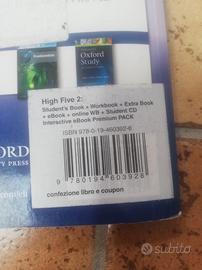 Oxford
Study
High Five 2:
Student's Book + Workbook + Extra Book
+ eBook + online WB + Student CD
Interactive eBook Premium PACK
ISBN 978-0-19-460392-8
9 780194 603928
confezione libro e coupon
ORD
TY PRESS
subito